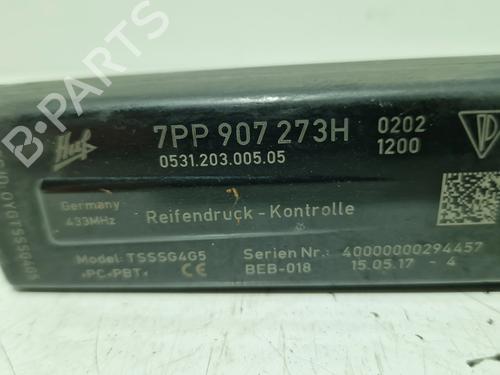 Huf
7PP 907 273H
0202
1200
0531.203.005.05
Germany
433MHz
Reifendruck - Kontrolle
Model: TSSSG4G5
Serien Nr.: 40000000294457
>PC+PBT<
CE
BEB-018
15.05.17 - 4